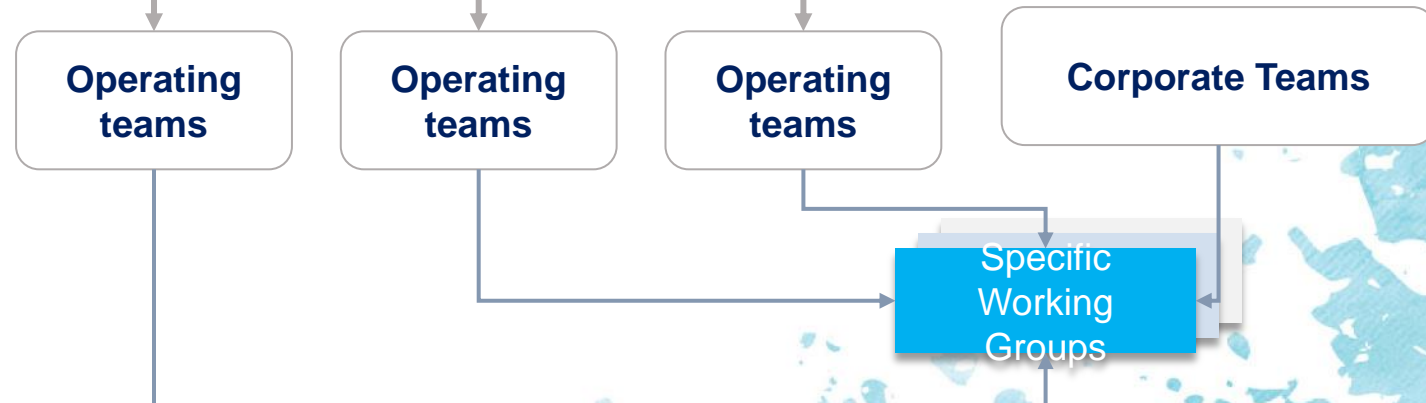 Operating
teams
Operating
teams
Operating
teams
Corporate Teams
Specific
Working
Groups